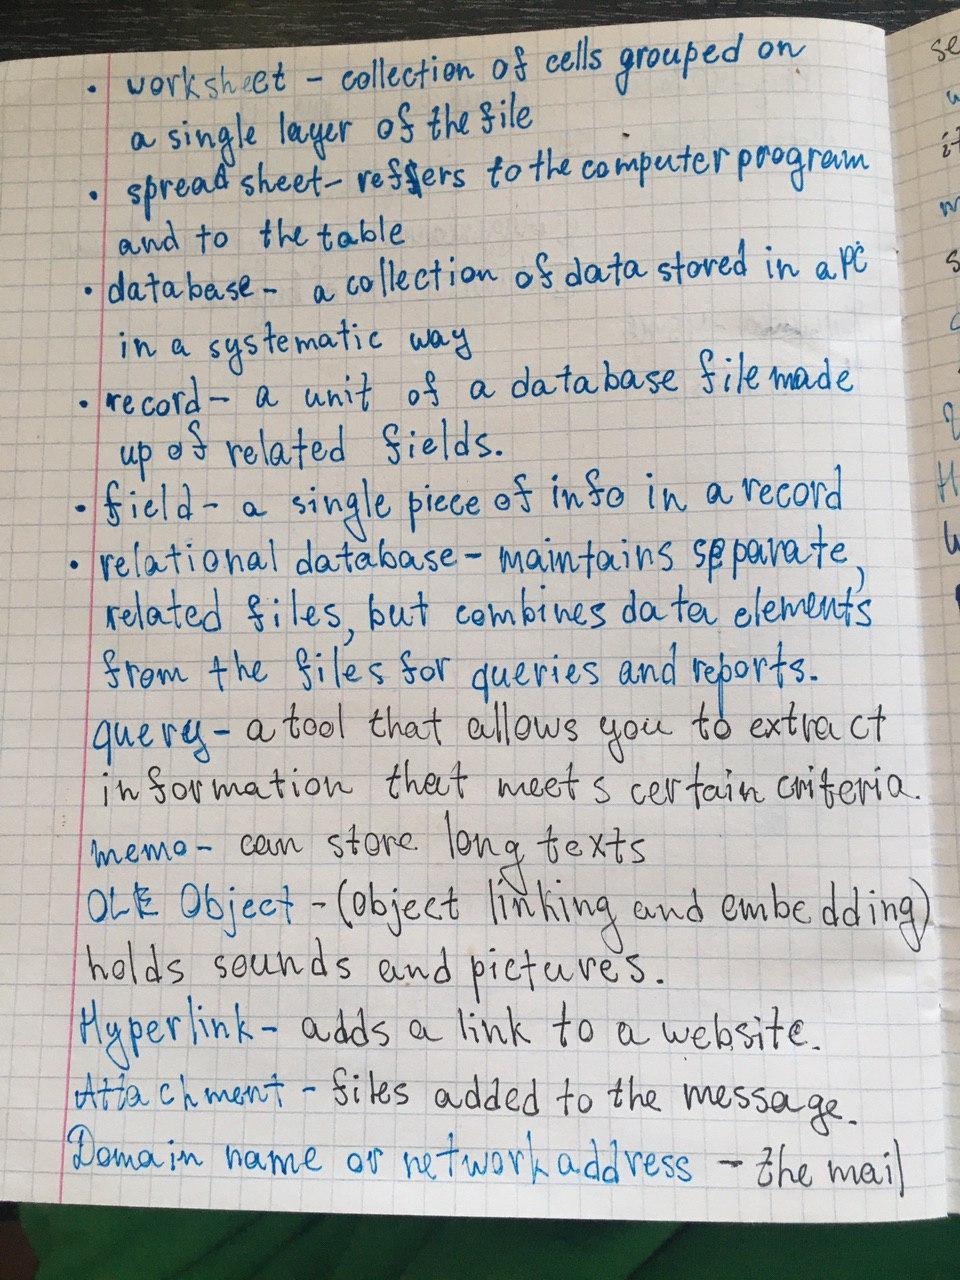 • worksheet - collection of cells grouped on
a single layer of the file
• spreadsheet - reffers to the computer program
and to the table
• database - a collection of data stored in a PC
in a systematic way
• record - a unit of a database file made
up of related fields.
• field - a single piece of info in a record
• relational database - maintains separate,
related files, but combines data elements
from the files for queries and reports.
query - a tool that allows you to extract
information that meets certain criteria.
memo - can store long texts
OLE Object - (object linking and embedding)
holds sounds and pictures.
Hyperlink - adds a link to a website.
Attachment - files added to the message.
Domain name or network address - the mail